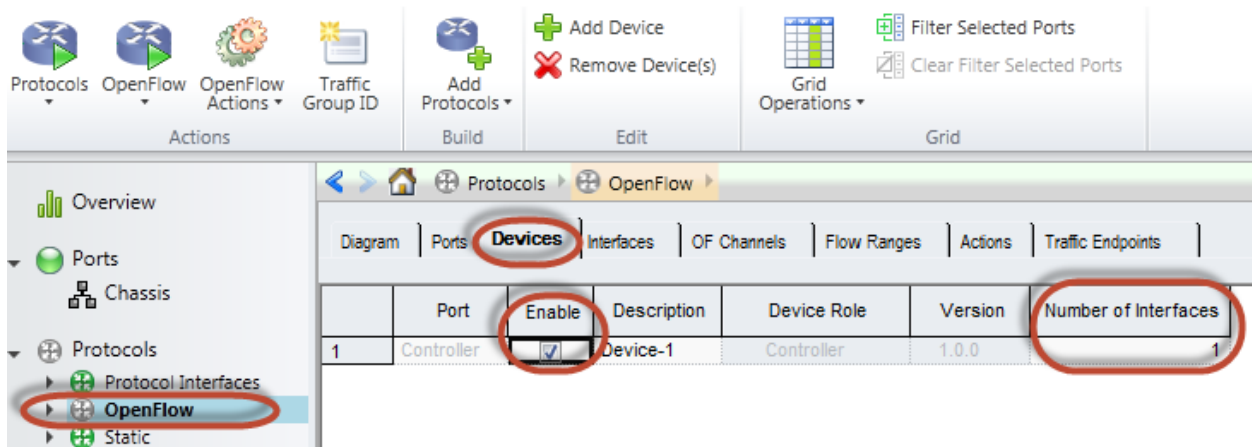 Protocols OpenFlow OpenFlow Actions Traffic Group ID
Actions
Add Protocols
Build
Add Device
Remove Device(s)
Edit
Grid Operations
Filter Selected Ports
Clear Filter Selected Ports
Grid
Overview
Ports
Chassis
Protocols
Protocol Interfaces
OpenFlow
Static
Protocols OpenFlow
Diagram Ports Devices Interfaces OF Channels Flow Ranges Actions Traffic Endpoints
Port Enable Description Device Role Version Number of Interfaces
1 Controller Device-1 Controller 1.0.0 1